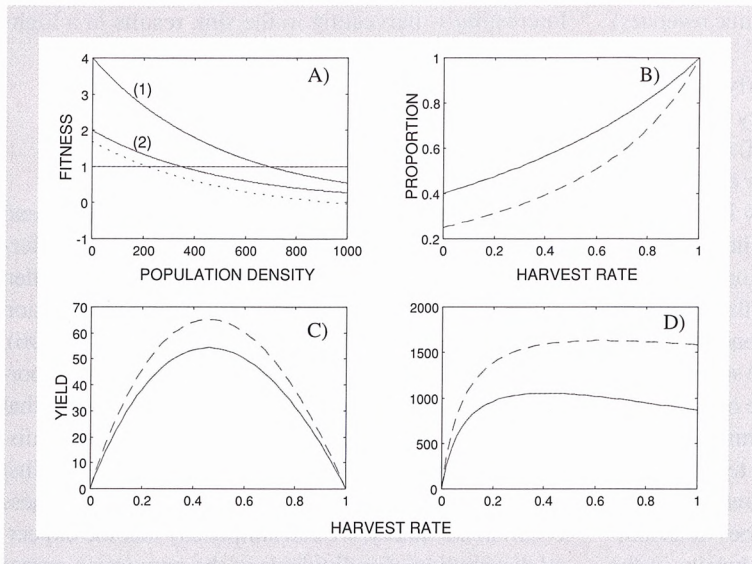 A)
(1)
(2)
FITNESS
4
3
2
1
0
-1
0 200 400 600 800 1000
POPULATION DENSITY
B)
PROPORTION
1
0.8
0.6
0.4
0.2
0 0.2 0.4 0.6 0.8 1
HARVEST RATE
C)
YIELD
70
60
50
40
30
20
10
0
0 0.2 0.4 0.6 0.8 1
D)
2000
1500
1000
500
0
0 0.2 0.4 0.6 0.8 1
HARVEST RATE